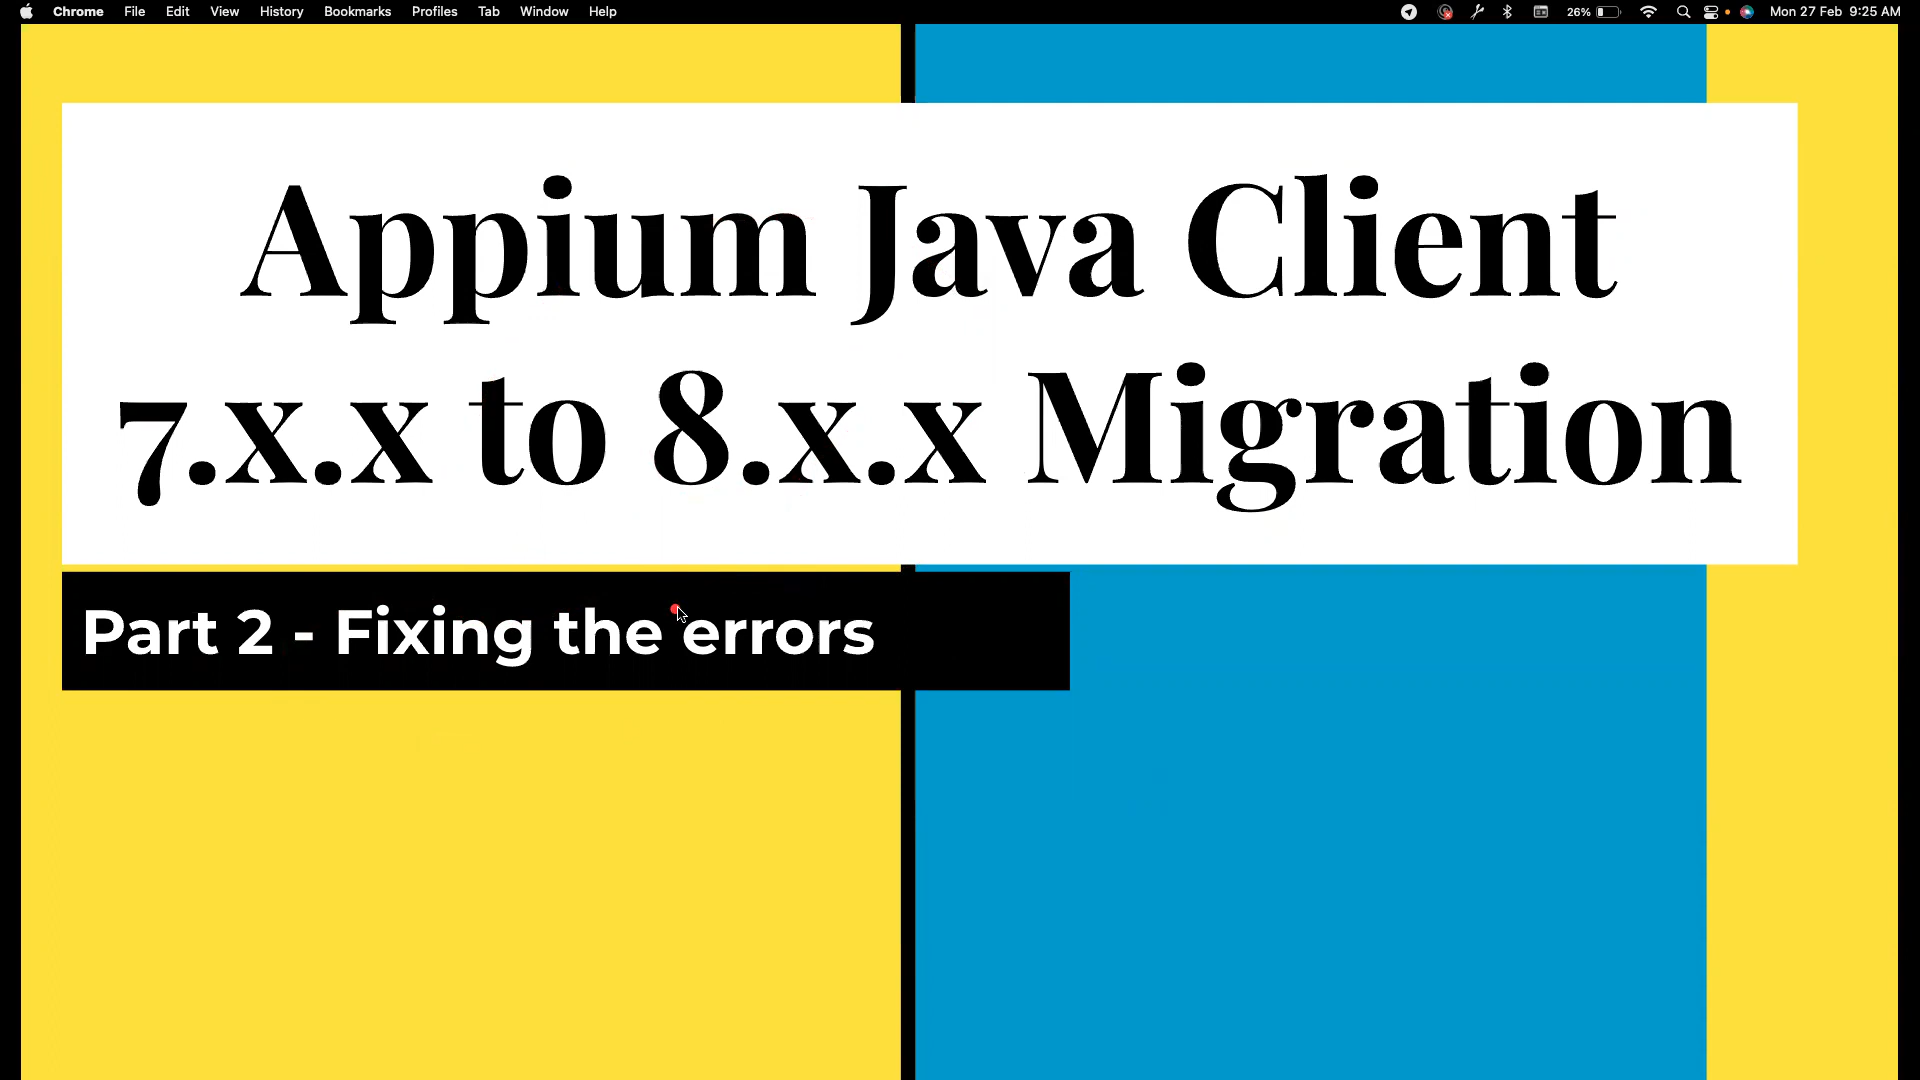 Chrome File Edit View History Bookmarks Profiles Tab Window Help 26% Mon 27 Feb 9:25 AM
Appium Java Client
7.x.x to 8.x.x Migration
Part 2 - Fixing the errors